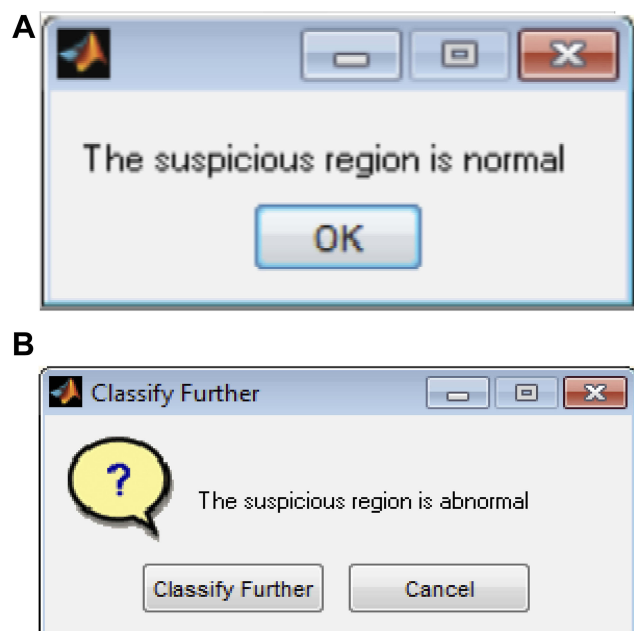 A
The suspicious region is normal
OK
B
Classify Further
?
The suspicious region is abnormal
Classify Further Cancel